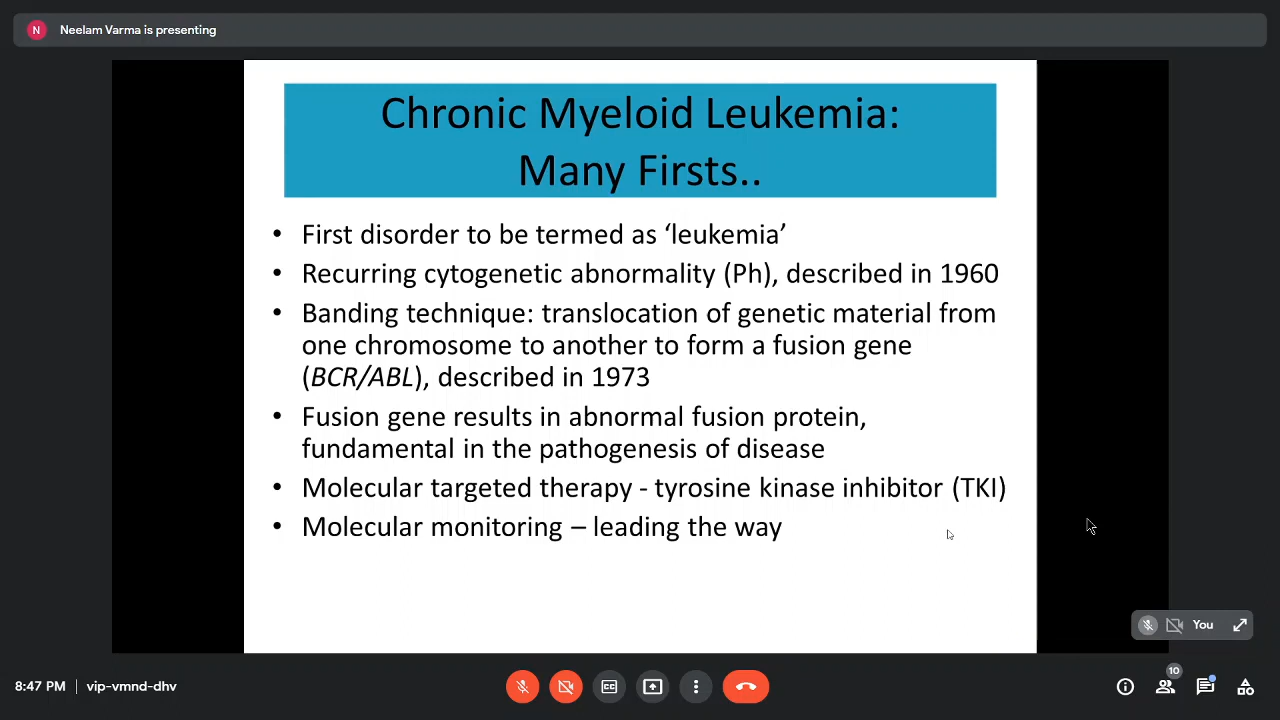 N Neelam Varma is presenting
Chronic Myeloid Leukemia:
Many Firsts..
• First disorder to be termed as ‘leukemia’
• Recurring cytogenetic abnormality (Ph), described in 1960
• Banding technique: translocation of genetic material from
one chromosome to another to form a fusion gene
(BCR/ABL), described in 1973
• Fusion gene results in abnormal fusion protein,
fundamental in the pathogenesis of disease
• Molecular targeted therapy - tyrosine kinase inhibitor (TKI)
• Molecular monitoring – leading the way
You
8:47 PM | vip-vmnd-dhv
CC
10